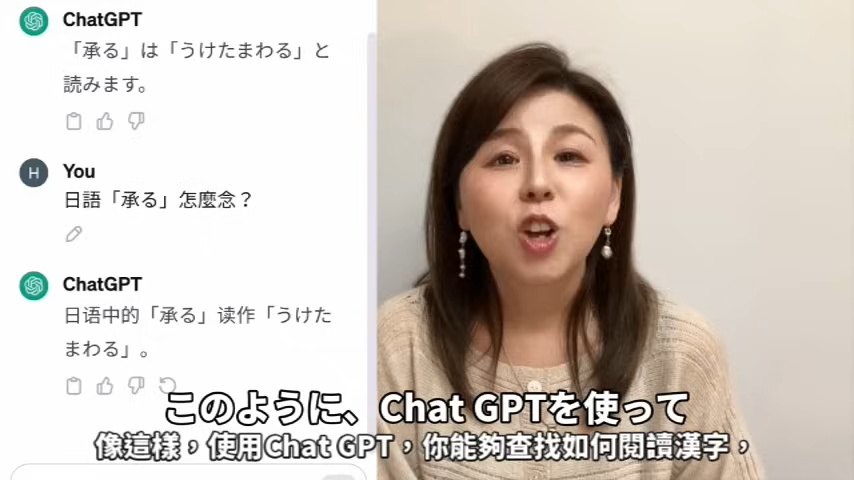 ChatGPT
「承る」は「うけたまわる」と
読みます。
H
You
日語「承る」怎麼念？
ChatGPT
日语中的「承る」读作「うけた
まわる」。
このように、Chat GPTを使って
像這樣，使用Chat GPT，你能夠查找如何閱讀漢字，